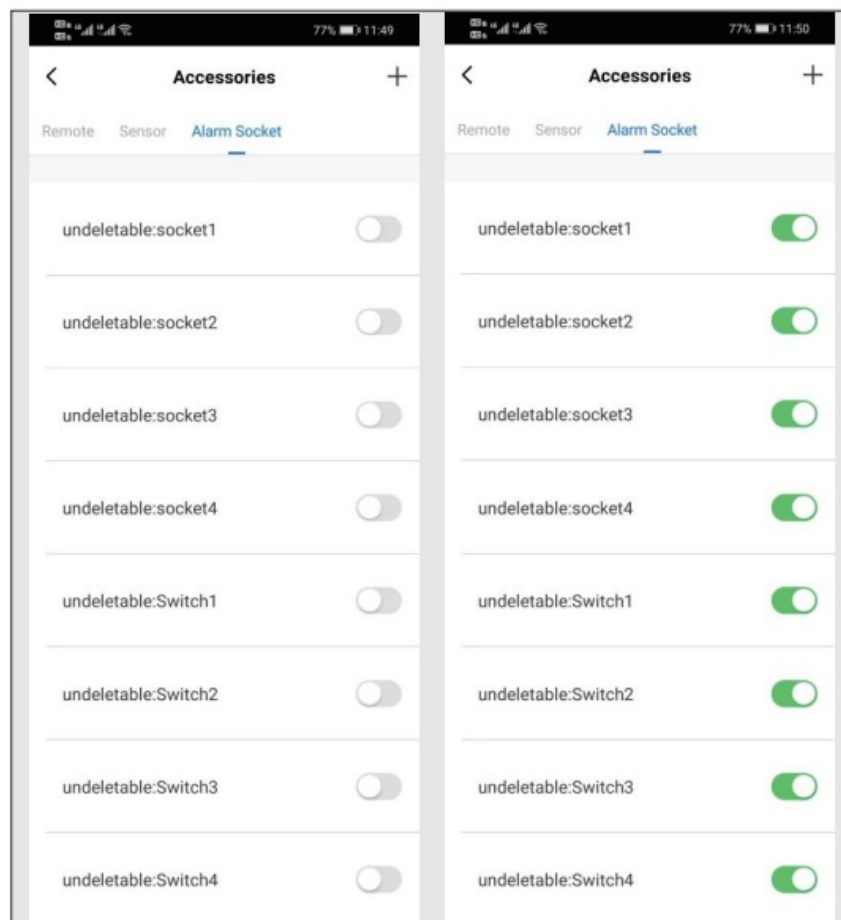 77% 11:49
Accessories
Remote Sensor Alarm Socket
undeletable:socket1
undeletable:socket2
undeletable:socket3
undeletable:socket4
undeletable:Switch1
undeletable:Switch2
undeletable:Switch3
undeletable:Switch4
77% 11:50
Accessories
Remote Sensor Alarm Socket
undeletable:socket1
undeletable:socket2
undeletable:socket3
undeletable:socket4
undeletable:Switch1
undeletable:Switch2
undeletable:Switch3
undeletable:Switch4